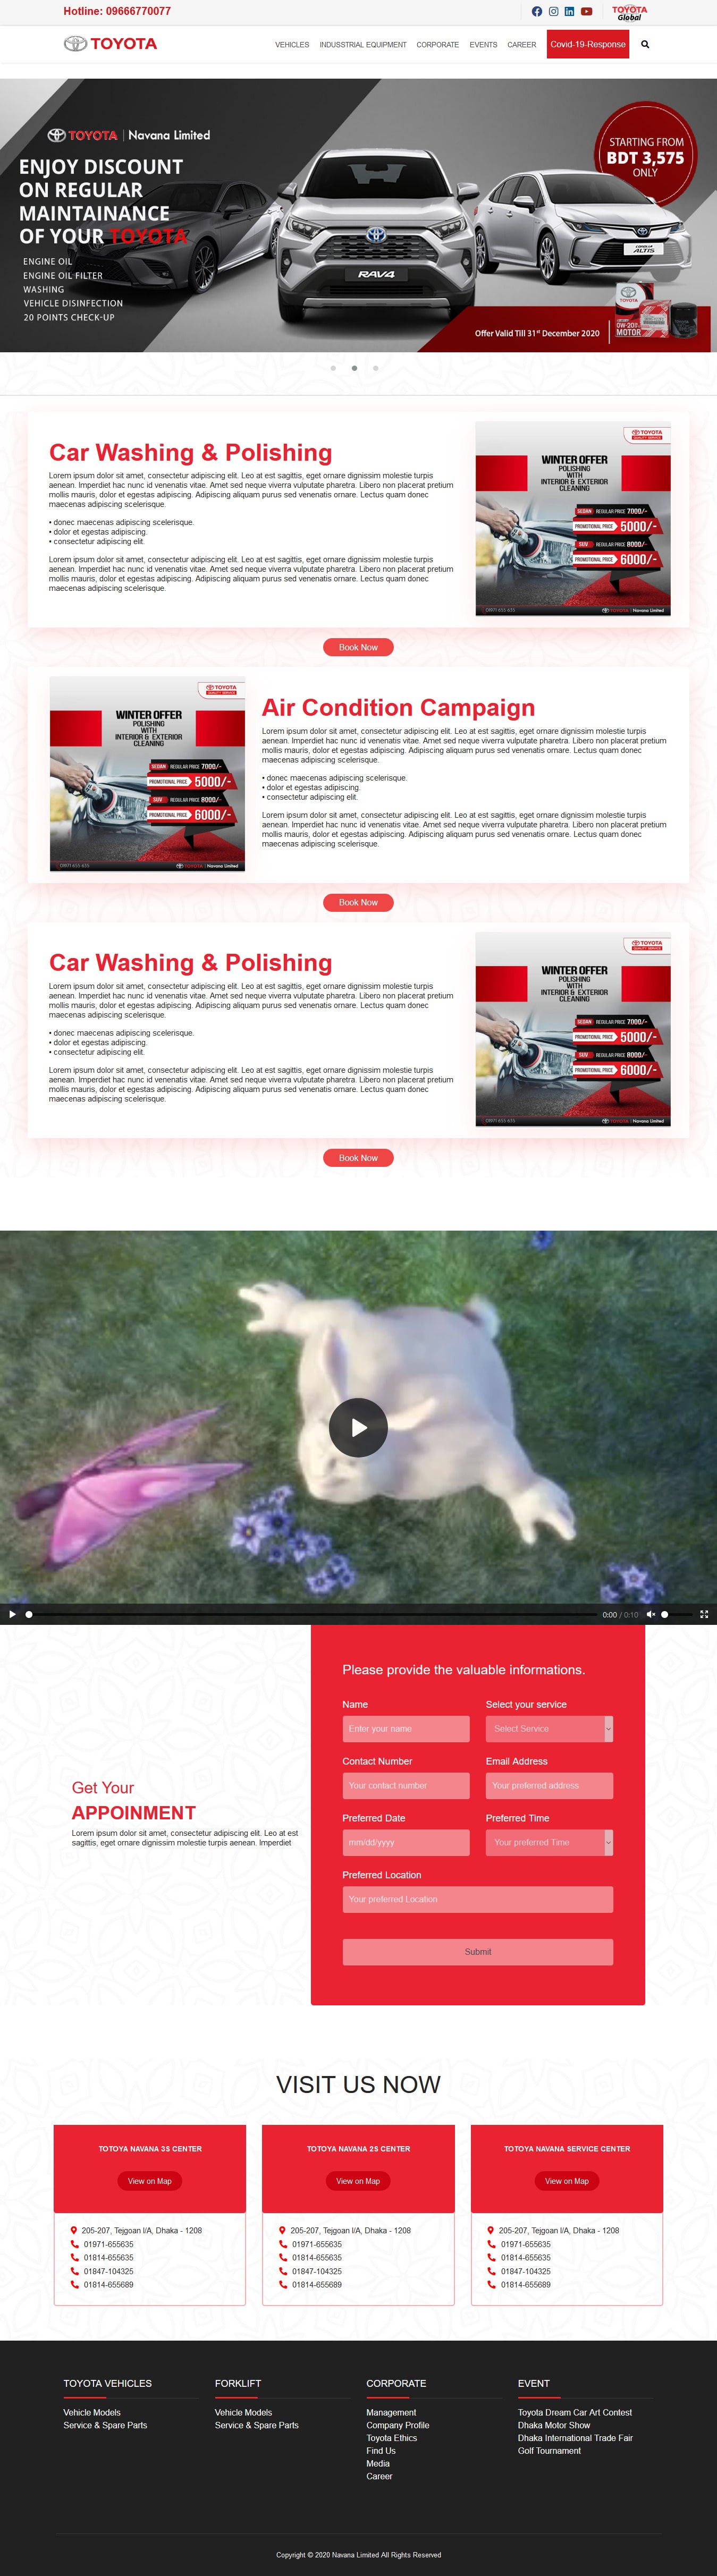 Hotline: 09666770077
TOYOTA
Global
TOYOTA
VEHICLES INDUSSTRIAL EQUIPMENT CORPORATE EVENTS CAREER Covid-19-Response
TOYOTA | Navana Limited
ENJOY DISCOUNT
ON REGULAR
MAINTAINANCE
OF YOUR TOYOTA
ENGINE OIL
ENGINE OIL FILTER
WASHING
VEHICLE DISINFECTION
20 POINTS CHECK-UP
STARTING FROM
BDT 3,575
ONLY
RAV4
COROLLA
ALTIS
TOYOTA
0W-20
MOTOR
Offer Valid Till 31st December 2020
Car Washing & Polishing
Lorem ipsum dolor sit amet, consectetur adipiscing elit. Leo at est sagittis, eget ornare dignissim molestie turpis
aenean. Imperdiet hac nunc id venenatis vitae. Amet sed neque viverra vulputate pharetra. Libero non placerat pretium
mollis mauris, dolor et egestas adipiscing. Adipiscing aliquam purus sed venenatis ornare. Lectus quam donec
maecenas adipiscing scelerisque.
• donec maecenas adipiscing scelerisque.
• dolor et egestas adipiscing.
• consectetur adipiscing elit.
Lorem ipsum dolor sit amet, consectetur adipiscing elit. Leo at est sagittis, eget ornare dignissim molestie turpis
aenean. Imperdiet hac nunc id venenatis vitae. Amet sed neque viverra vulputate pharetra. Libero non placerat pretium
mollis mauris, dolor et egestas adipiscing. Adipiscing aliquam purus sed venenatis ornare. Lectus quam donec
maecenas adipiscing scelerisque.
TOYOTA
QUALITY SERVICE
WINTER OFFER
POLISHING
WITH
INTERIOR & EXTERIOR
CLEANING
SEDAN REGULAR PRICE 7000/-
PROMOTIONAL PRICE 5000/-
SUV REGULAR PRICE 8000/-
PROMOTIONAL PRICE 6000/-
01971 655 635
TOYOTA | Navana Limited
Book Now
TOYOTA
QUALITY SERVICE
WINTER OFFER
POLISHING
WITH
INTERIOR & EXTERIOR
CLEANING
SEDAN REGULAR PRICE 7000/-
PROMOTIONAL PRICE 5000/-
SUV REGULAR PRICE 8000/-
PROMOTIONAL PRICE 6000/-
01971 655 635
TOYOTA | Navana Limited
Air Condition Campaign
Lorem ipsum dolor sit amet, consectetur adipiscing elit. Leo at est sagittis, eget ornare dignissim molestie turpis
aenean. Imperdiet hac nunc id venenatis vitae. Amet sed neque viverra vulputate pharetra. Libero non placerat pretium
mollis mauris, dolor et egestas adipiscing. Adipiscing aliquam purus sed venenatis ornare. Lectus quam donec
maecenas adipiscing scelerisque.
• donec maecenas adipiscing scelerisque.
• dolor et egestas adipiscing.
• consectetur adipiscing elit.
Lorem ipsum dolor sit amet, consectetur adipiscing elit. Leo at est sagittis, eget ornare dignissim molestie turpis
aenean. Imperdiet hac nunc id venenatis vitae. Amet sed neque viverra vulputate pharetra. Libero non placerat pretium
mollis mauris, dolor et egestas adipiscing. Adipiscing aliquam purus sed venenatis ornare. Lectus quam donec
maecenas adipiscing scelerisque.
Book Now
Car Washing & Polishing
Lorem ipsum dolor sit amet, consectetur adipiscing elit. Leo at est sagittis, eget ornare dignissim molestie turpis
aenean. Imperdiet hac nunc id venenatis vitae. Amet sed neque viverra vulputate pharetra. Libero non placerat pretium
mollis mauris, dolor et egestas adipiscing. Adipiscing aliquam purus sed venenatis ornare. Lectus quam donec
maecenas adipiscing scelerisque.
• donec maecenas adipiscing scelerisque.
• dolor et egestas adipiscing.
• consectetur adipiscing elit.
Lorem ipsum dolor sit amet, consectetur adipiscing elit. Leo at est sagittis, eget ornare dignissim molestie turpis
aenean. Imperdiet hac nunc id venenatis vitae. Amet sed neque viverra vulputate pharetra. Libero non placerat pretium
mollis mauris, dolor et egestas adipiscing. Adipiscing aliquam purus sed venenatis ornare. Lectus quam donec
maecenas adipiscing scelerisque.
TOYOTA
QUALITY SERVICE
WINTER OFFER
POLISHING
WITH
INTERIOR & EXTERIOR
CLEANING
SEDAN REGULAR PRICE 7000/-
PROMOTIONAL PRICE 5000/-
SUV REGULAR PRICE 8000/-
PROMOTIONAL PRICE 6000/-
01971 655 635
TOYOTA | Navana Limited
Book Now
0:00 / 0:10
Get Your
APPOINMENT
Lorem ipsum dolor sit amet, consectetur adipiscing elit. Leo at est
sagittis, eget ornare dignissim molestie turpis aenean. Imperdiet
Please provide the valuable informations.
Name
Enter your name
Select your service
Select Service
Contact Number
Your contact number
Email Address
Your preferred address
Preferred Date
mm/dd/yyyy
Preferred Time
Your preferred Time
Preferred Location
Your preferred Location
Submit
VISIT US NOW
TOTOYA NAVANA 3S CENTER
View on Map
205-207, Tejgoan I/A, Dhaka - 1208
01971-655635
01814-655635
01847-104325
01814-655689
TOTOYA NAVANA 2S CENTER
View on Map
205-207, Tejgoan I/A, Dhaka - 1208
01971-655635
01814-655635
01847-104325
01814-655689
TOTOYA NAVANA SERVICE CENTER
View on Map
205-207, Tejgoan I/A, Dhaka - 1208
01971-655635
01814-655635
01847-104325
01814-655689
TOYOTA VEHICLES
Vehicle Models
Service & Spare Parts
FORKLIFT
Vehicle Models
Service & Spare Parts
CORPORATE
Management
Company Profile
Toyota Ethics
Find Us
Media
Career
EVENT
Toyota Dream Car Art Contest
Dhaka Motor Show
Dhaka International Trade Fair
Golf Tournament
Copyright © 2020 Navana Limited All Rights Reserved